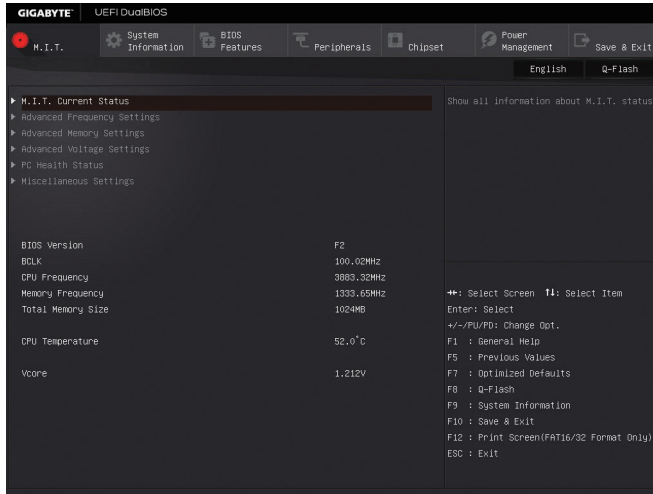 GIGABYTE™ UEFI DualBIOS
M.I.T.
System Information
BIOS Features
Peripherals
Chipset
Power Management
Save & Exit
English
Q-Flash
M.I.T. Current Status
Advanced Frequency Settings
Advanced Memory Settings
Advanced Voltage Settings
PC Health Status
Miscellaneous Settings
Show all information about M.I.T. status
BIOS Version F2
BCLK 100.02MHz
CPU Frequency 3883.32MHz
Memory Frequency 1333.65MHz
Total Memory Size 1024MB
CPU Temperature 52.0°C
Vcore 1.212V
→←: Select Screen ↑↓: Select Item
Enter: Select
+/-/PU/PD: Change Opt.
F1 : General Help
F5 : Previous Values
F7 : Optimized Defaults
F8 : Q-Flash
F9 : System Information
F10 : Save & Exit
F12 : Print Screen(FAT16/32 Format Only)
ESC : Exit